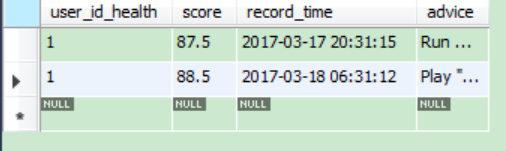 user_id_health score record_time advice
1 87.5 2017-03-17 20:31:15 Run ...
1 88.5 2017-03-18 06:31:12 Play "...
NULL NULL NULL NULL